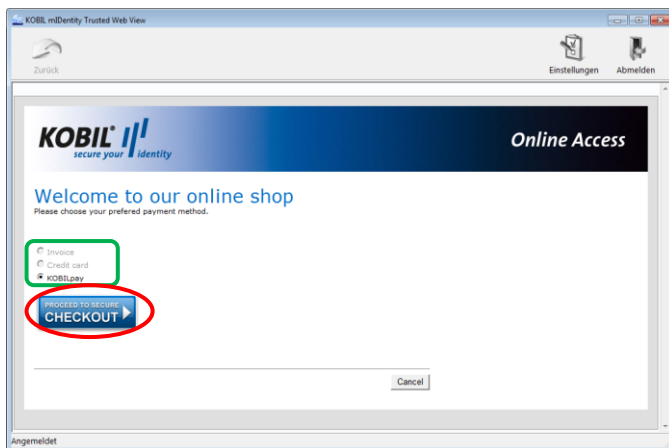 KOBIL mIDentity Trusted Web View
Zurück
Einstellungen
Abmelden
KOBIL
secure your identity
Online Access
Welcome to our online shop
Please choose your prefered payment method.
Invoice
Credit card
KOBILpay
PROCEED TO SECURE
CHECKOUT
Cancel
Angemeldet